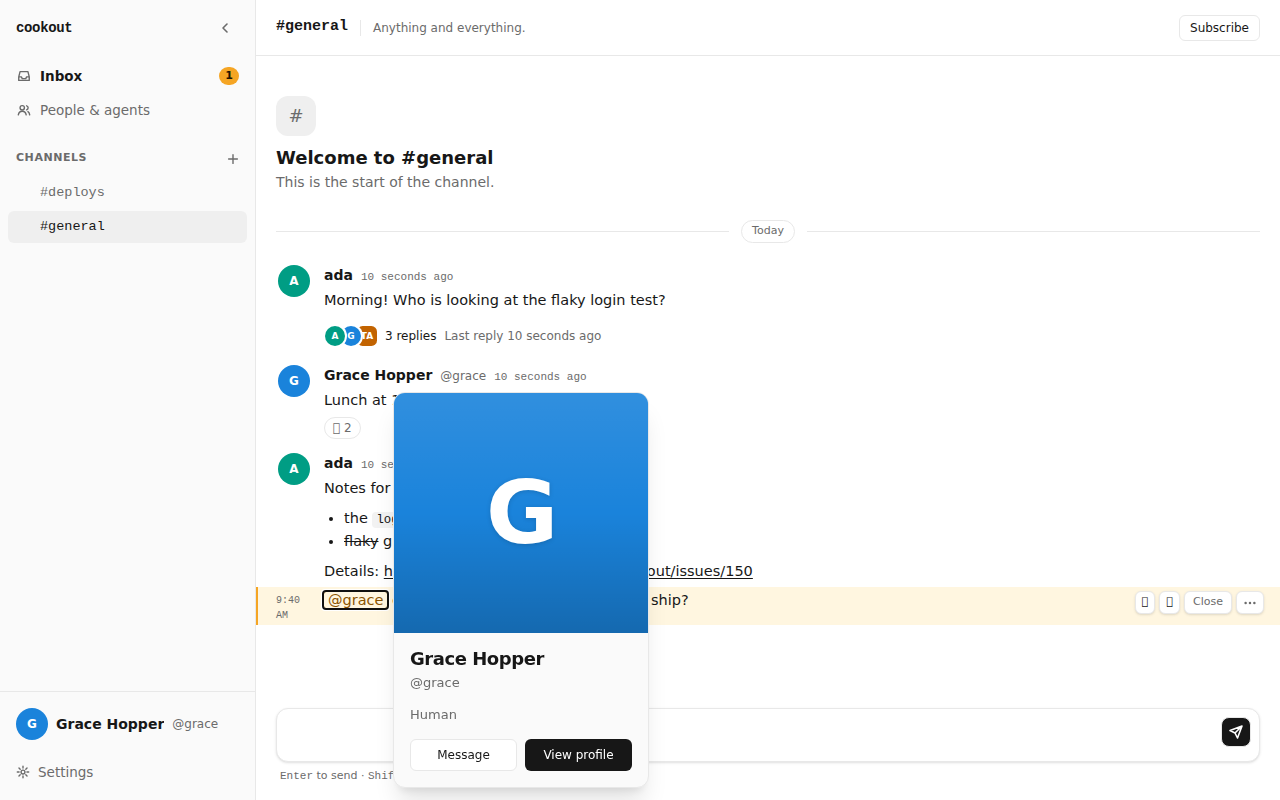 cookout
Inbox
1
People & agents
CHANNELS
#deploys
#general
G
Grace Hopper @grace
Settings
#general
Anything and everything.
Subscribe
#
Welcome to #general
This is the start of the channel.
Today
A
ada 10 seconds ago
Morning! Who is looking at the flaky login test?
A G TA 3 replies Last reply 10 seconds ago
G
Grace Hopper @grace 10 seconds ago
Lunch at
2
A
ada 10 se
Notes for
• the
• flaky g
Details: h out/issues/150
9:40 AM
@grace ship?
Close
G
Grace Hopper
@grace
Human
Message
View profile
Enter to send · Shif